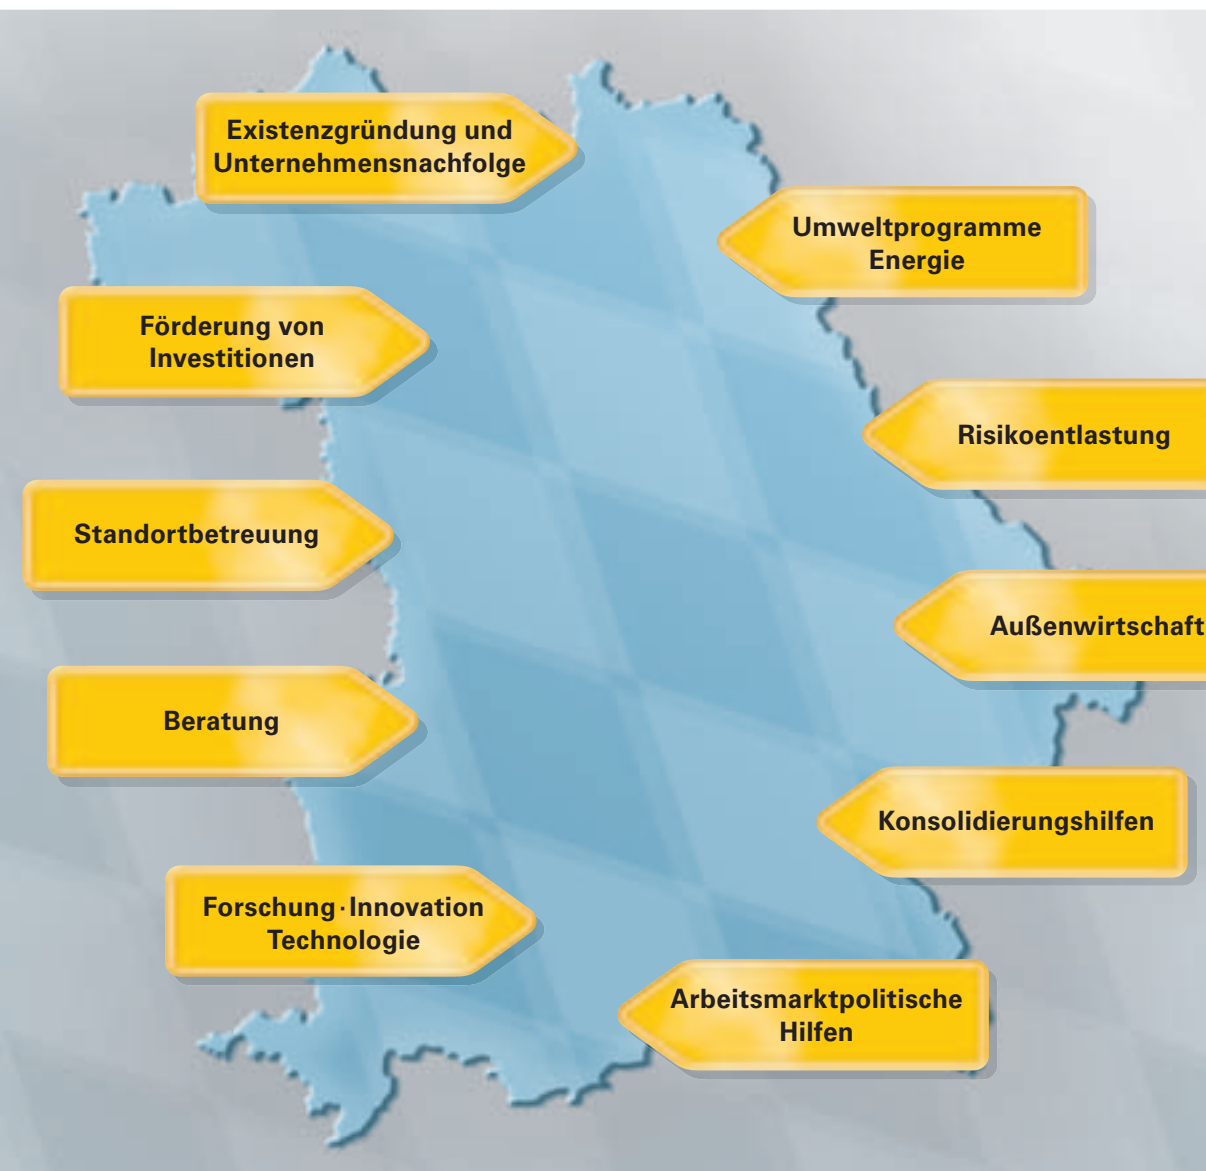 Existenzgründung und
Unternehmensnachfolge
Umweltprogramme
Energie
Förderung von
Investitionen
Risikoentlastung
Standortbetreuung
Außenwirtschaft
Beratung
Konsolidierungshilfen
Forschung · Innovation
Technologie
Arbeitsmarktpolitische
Hilfen